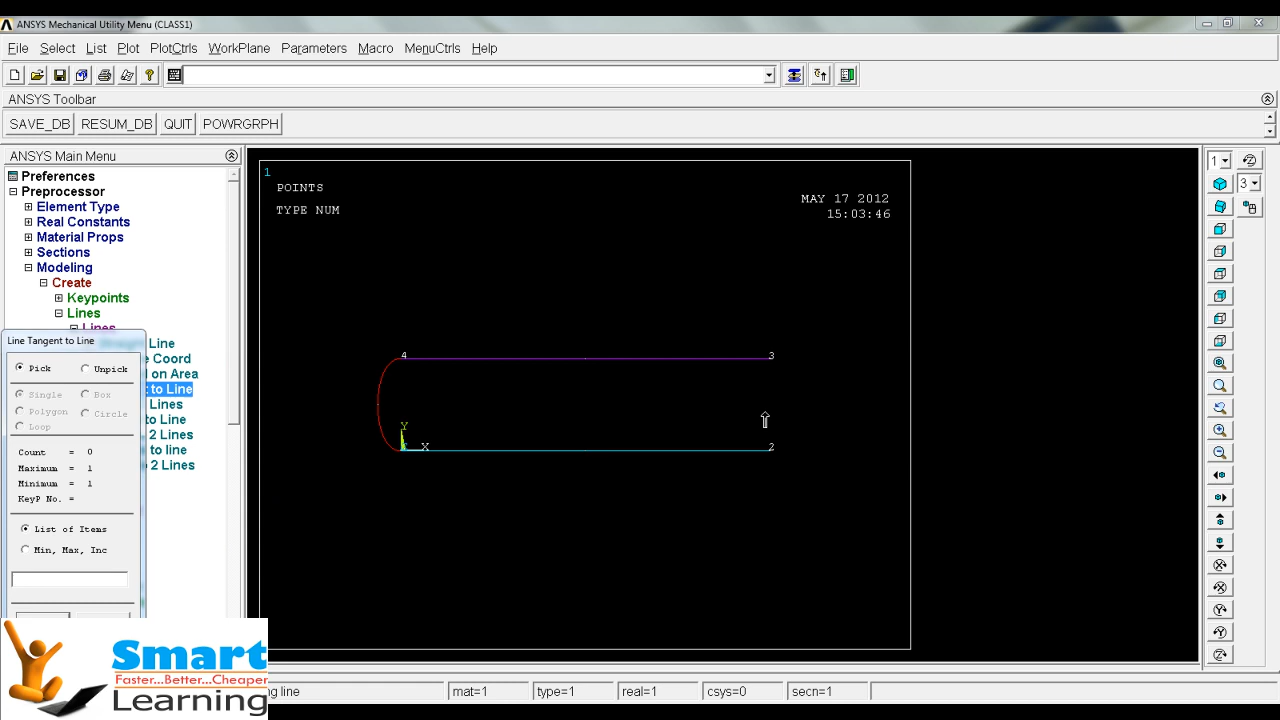 ANSYS Mechanical Utility Menu (CLASS1)
File Select List Plot PlotCtrls WorkPlane Parameters Macro MenuCtrls Help
ANSYS Toolbar
SAVE_DB RESUM_DB QUIT POWRGRPH
ANSYS Main Menu
Preferences
Preprocessor
Element Type
Real Constants
Material Props
Sections
Modeling
Create
Keypoints
Lines
Lines
Line
Coord
on Area
to Line
Lines
to Line
2 Lines
to line
2 Lines
Line Tangent to Line
Pick Unpick
Single Box
Polygon Circle
Loop
Count = 0
Maximum = 1
Minimum = 1
KeyP No. =
List of Items
Min, Max, Inc
1
POINTS
TYPE NUM
MAY 17 2012
15:03:46
4 3
Y
X 2
1
3
Smart
Faster...Better...Cheaper
Learning
line
mat=1 type=1 real=1 csys=0 secn=1